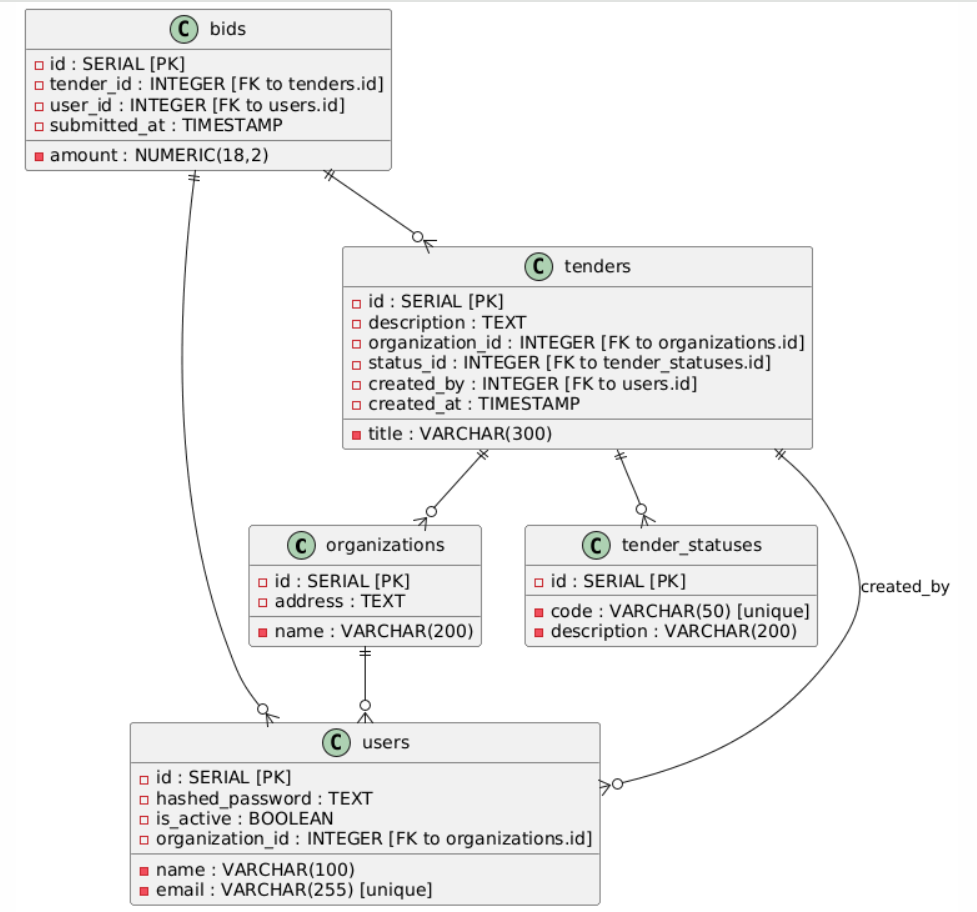 C bids
id : SERIAL [PK]
tender_id : INTEGER [FK to tenders.id]
user_id : INTEGER [FK to users.id]
submitted_at : TIMESTAMP
amount : NUMERIC(18,2)
C tenders
id : SERIAL [PK]
description : TEXT
organization_id : INTEGER [FK to organizations.id]
status_id : INTEGER [FK to tender_statuses.id]
created_by : INTEGER [FK to users.id]
created_at : TIMESTAMP
title : VARCHAR(300)
C organizations
id : SERIAL [PK]
address : TEXT
name : VARCHAR(200)
C tender_statuses
id : SERIAL [PK]
code : VARCHAR(50) [unique]
description : VARCHAR(200)
created_by
C users
id : SERIAL [PK]
hashed_password : TEXT
is_active : BOOLEAN
organization_id : INTEGER [FK to organizations.id]
name : VARCHAR(100)
email : VARCHAR(255) [unique]